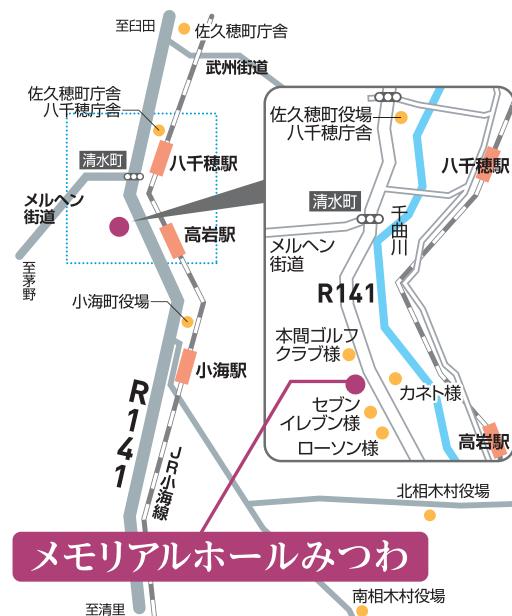 至臼田
佐久穂町庁舎
武州街道
佐久穂町庁舎
八千穂庁舎
清水町
八千穂駅
メルヘン
街道
高岩駅
至茅野
小海町役場
小海駅
R141
JR小海線
佐久穂町役場
八千穂庁舎
八千穂駅
清水町
千曲川
メルヘン
街道
R141
本間ゴルフ
クラブ様
カネト様
セブン
イレブン様
ローソン様
高岩駅
北相木村役場
メモリアルホールみつわ
南相木村役場
至清里